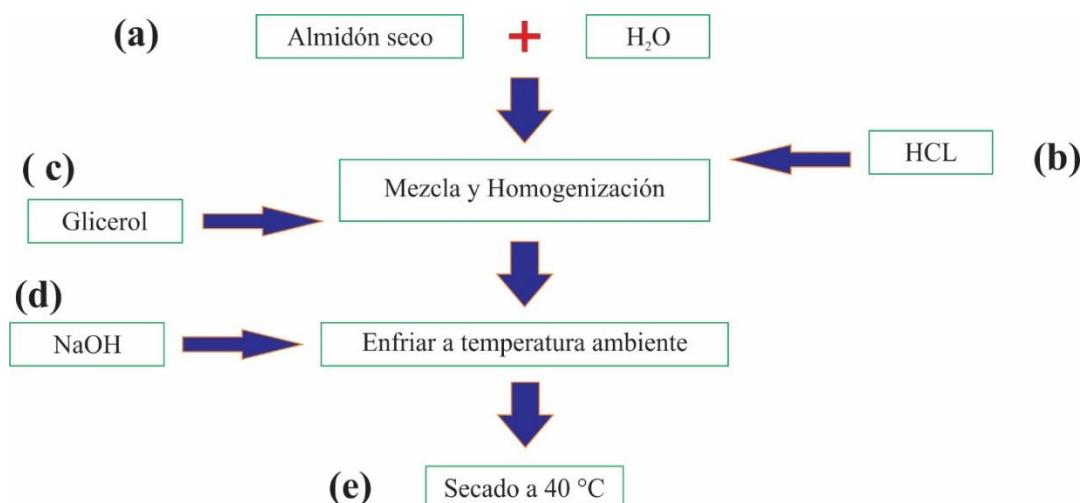 (a)
Almidón seco
+
H₂O
HCL
(b)
( c)
Mezcla y Homogenización
Glicerol
(d)
NaOH
Enfriar a temperatura ambiente
(e)
Secado a 40 °C